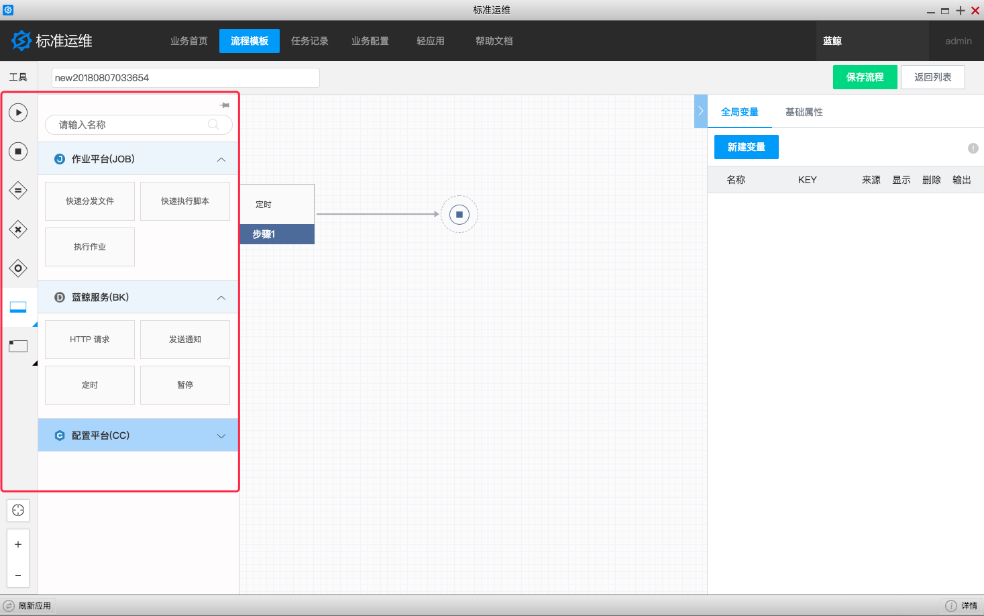 标准运维
标准运维
业务首页
流程模板
任务记录
业务配置
轻应用
帮助文档
蓝鲸
admin
工具
new20180807033654
保存流程
返回列表
请输入名称
作业平台(JOB)
快速分发文件
快速执行脚本
执行作业
蓝鲸服务(BK)
HTTP 请求
发送通知
定时
暂停
配置平台(CC)
定时
步骤1
全局变量
基础属性
新建变量
名称
KEY
来源
显示
删除
输出
刷新应用
详情